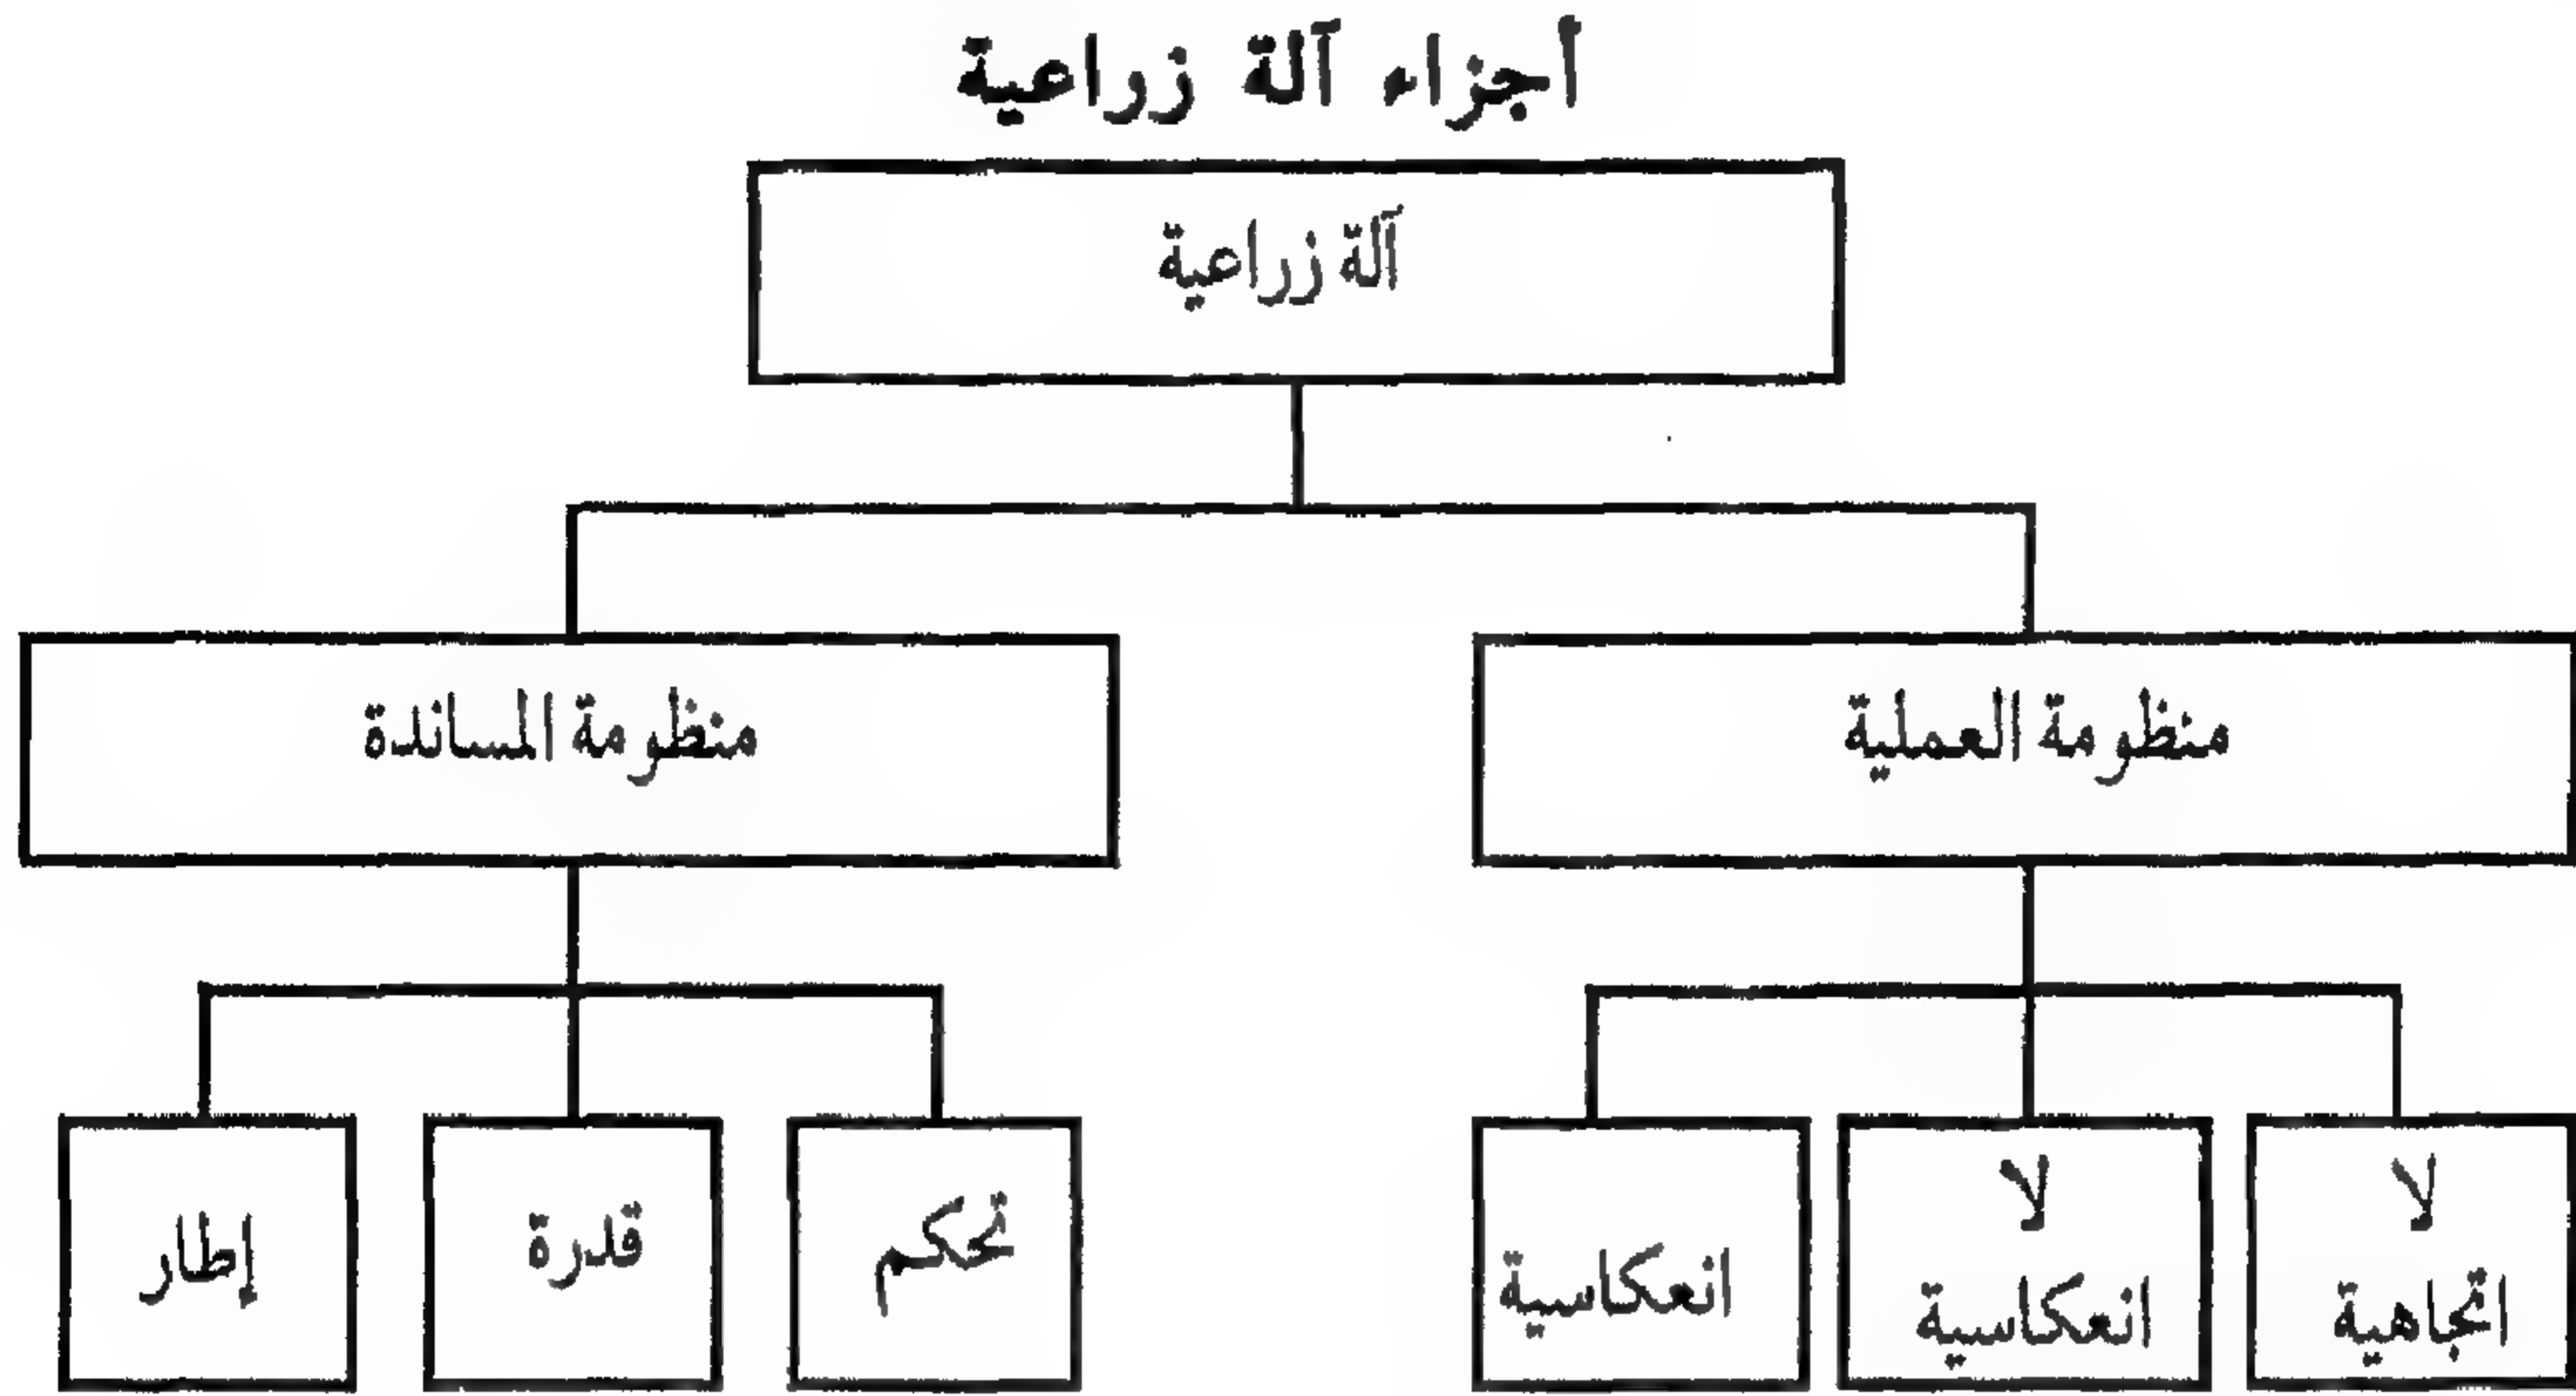 أجزاء آلة زراعية
آلة زراعية
منظومة العملية
منظومة المساندة
لا
اتجاهية
لا
انعكاسية
انعكاسية
تحكم
قدرة
إطار